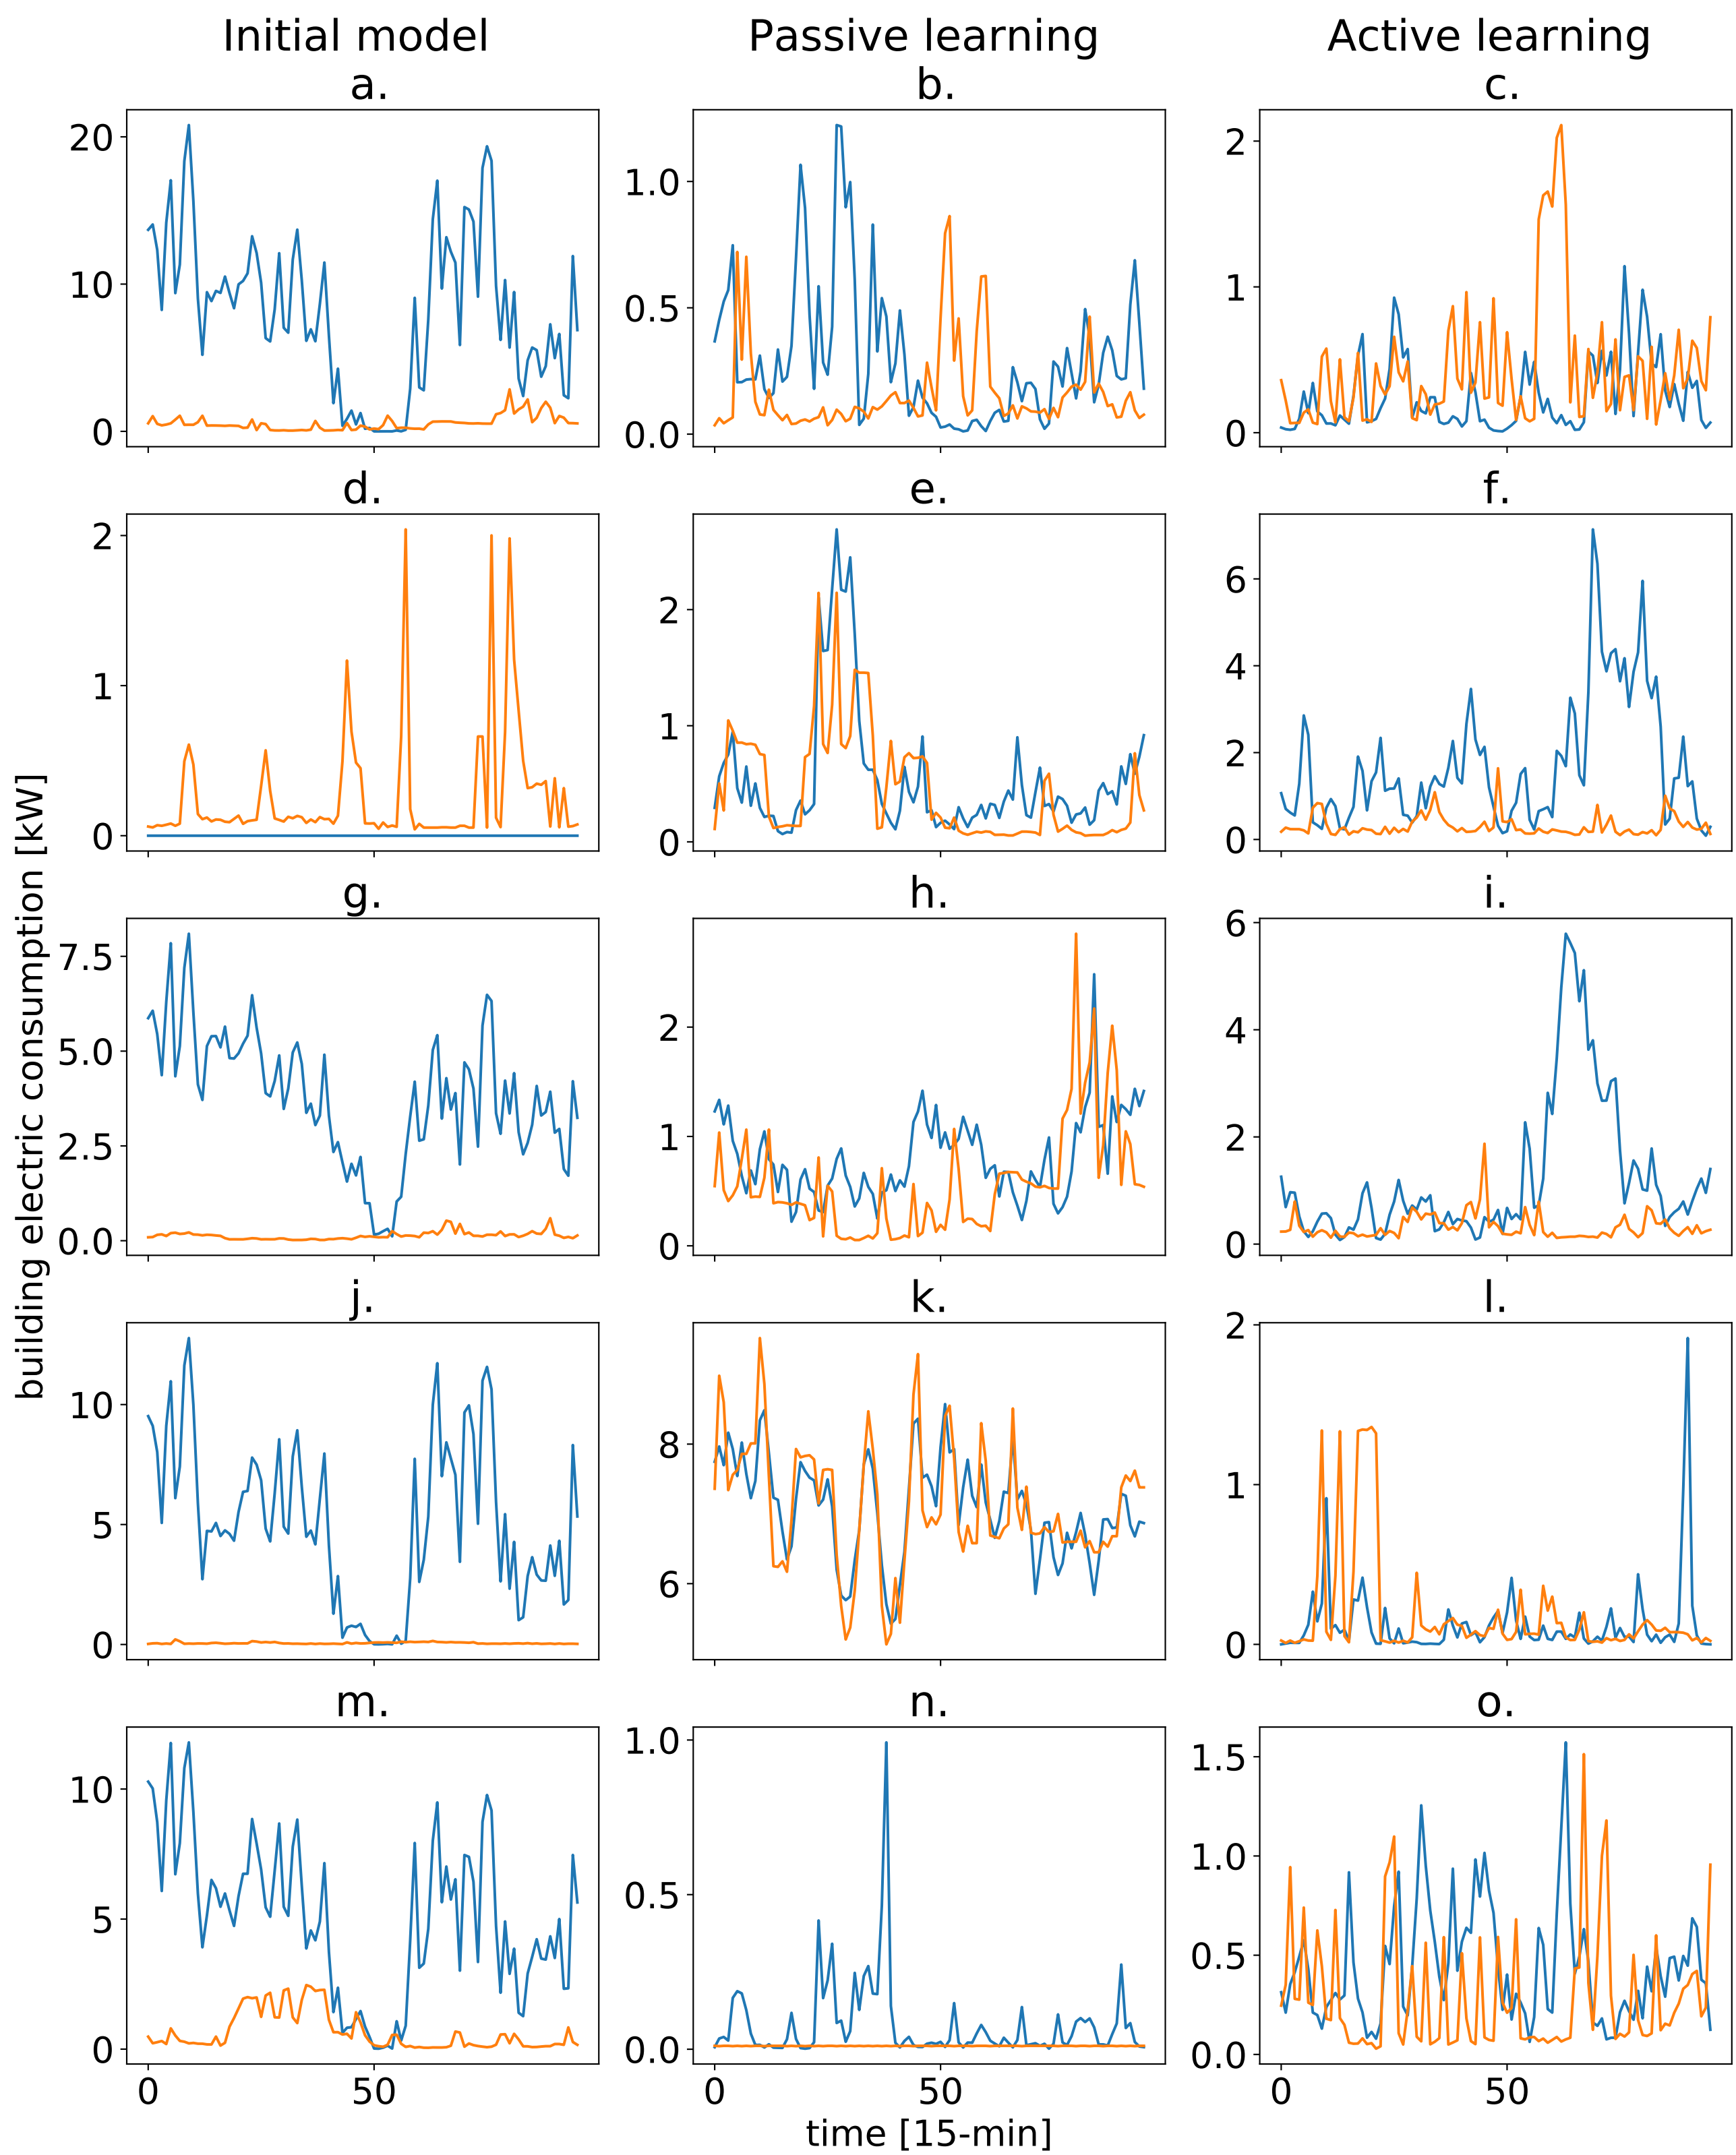 Initial model
Passive learning
Active learning
a.
b.
c.
20
10
0
1.0
0.5
0.0
2
1
0
d.
e.
f.
2
1
0
2
1
0
6
4
2
0
building electric consumption [kW]
g.
h.
i.
7.5
5.0
2.5
0.0
2
1
0
6
4
2
0
j.
k.
l.
10
5
0
8
6
2
1
0
m.
n.
o.
10
5
0
1.0
0.5
0.0
1.5
1.0
0.5
0.0
0 50
0 50
0 50
time [15-min]